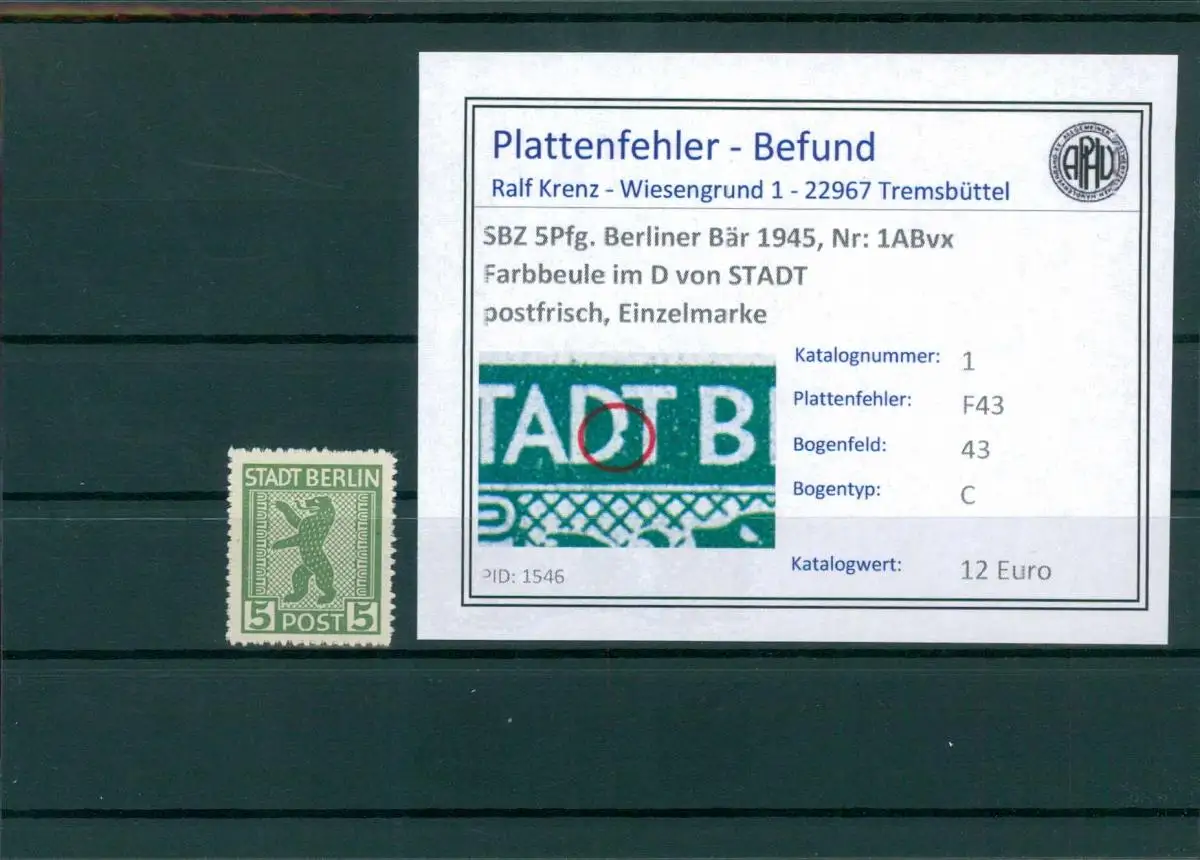 STADT BERLIN
5 POST 5
Plattenfehler - Befund
Ralf Krenz - Wiesengrund 1 - 22967 Tremsbüttel
APHV
SBZ 5Pfg. Berliner Bär 1945, Nr: 1ABvx
Farbbeule im D von STADT
postfrisch, Einzelmarke
TADT B
Katalognummer: 1
Plattenfehler: F43
Bogenfeld: 43
Bogentyp: C
Katalogwert: 12 Euro
PID: 1546